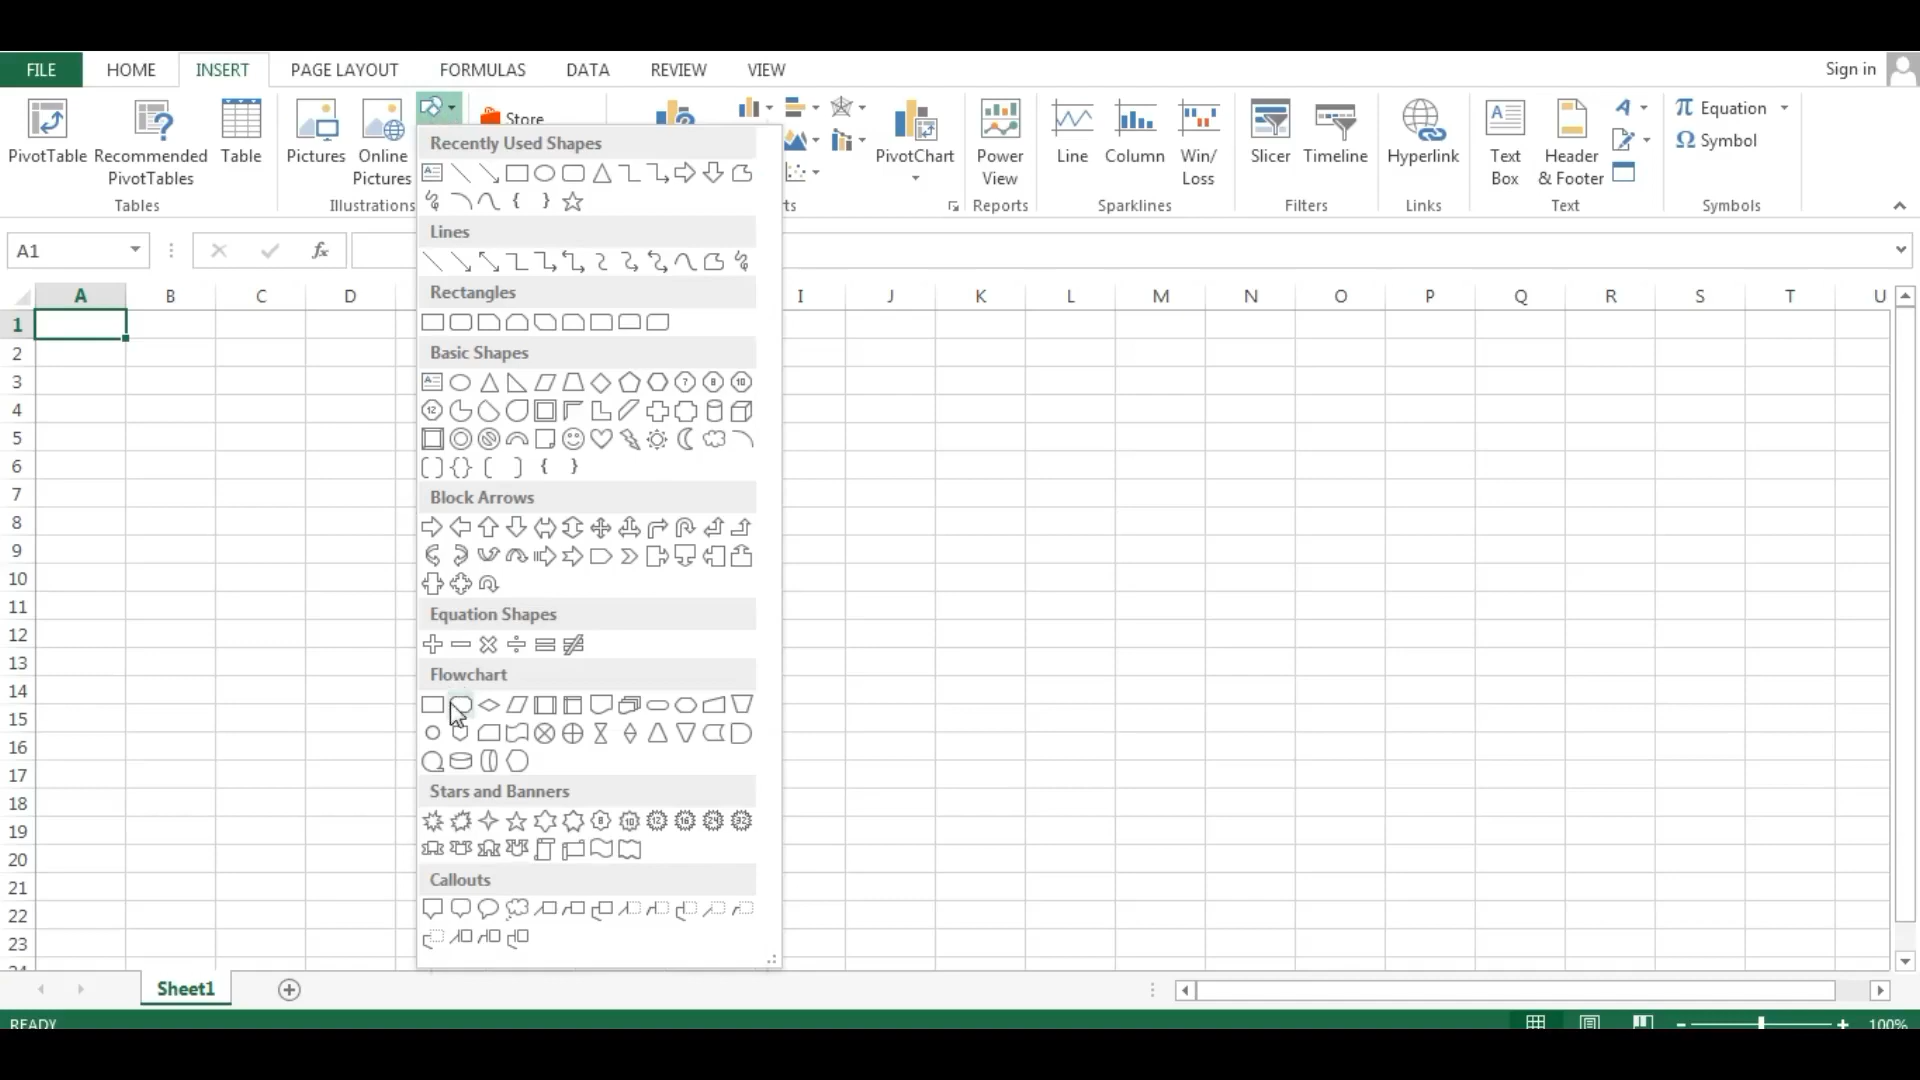 FILE HOME INSERT PAGE LAYOUT FORMULAS DATA REVIEW VIEW Sign in
PivotTable Recommended PivotTables Table
Tables
Pictures Online Pictures
Illustrations
Store
PivotChart
Power View
Reports
Line Column Win/ Loss
Sparklines
Slicer Timeline
Filters
Hyperlink
Links
Text Box Header & Footer
Text
Equation
Symbol
Symbols
A1
fx
A B C D I J K L M N O P Q R S T U
Recently Used Shapes
Lines
Rectangles
Basic Shapes
Block Arrows
Equation Shapes
Flowchart
Stars and Banners
Callouts
1
2
3
4
5
6
7
8
9
10
11
12
13
14
15
16
17
18
19
20
21
22
23
Sheet1
READY
100%